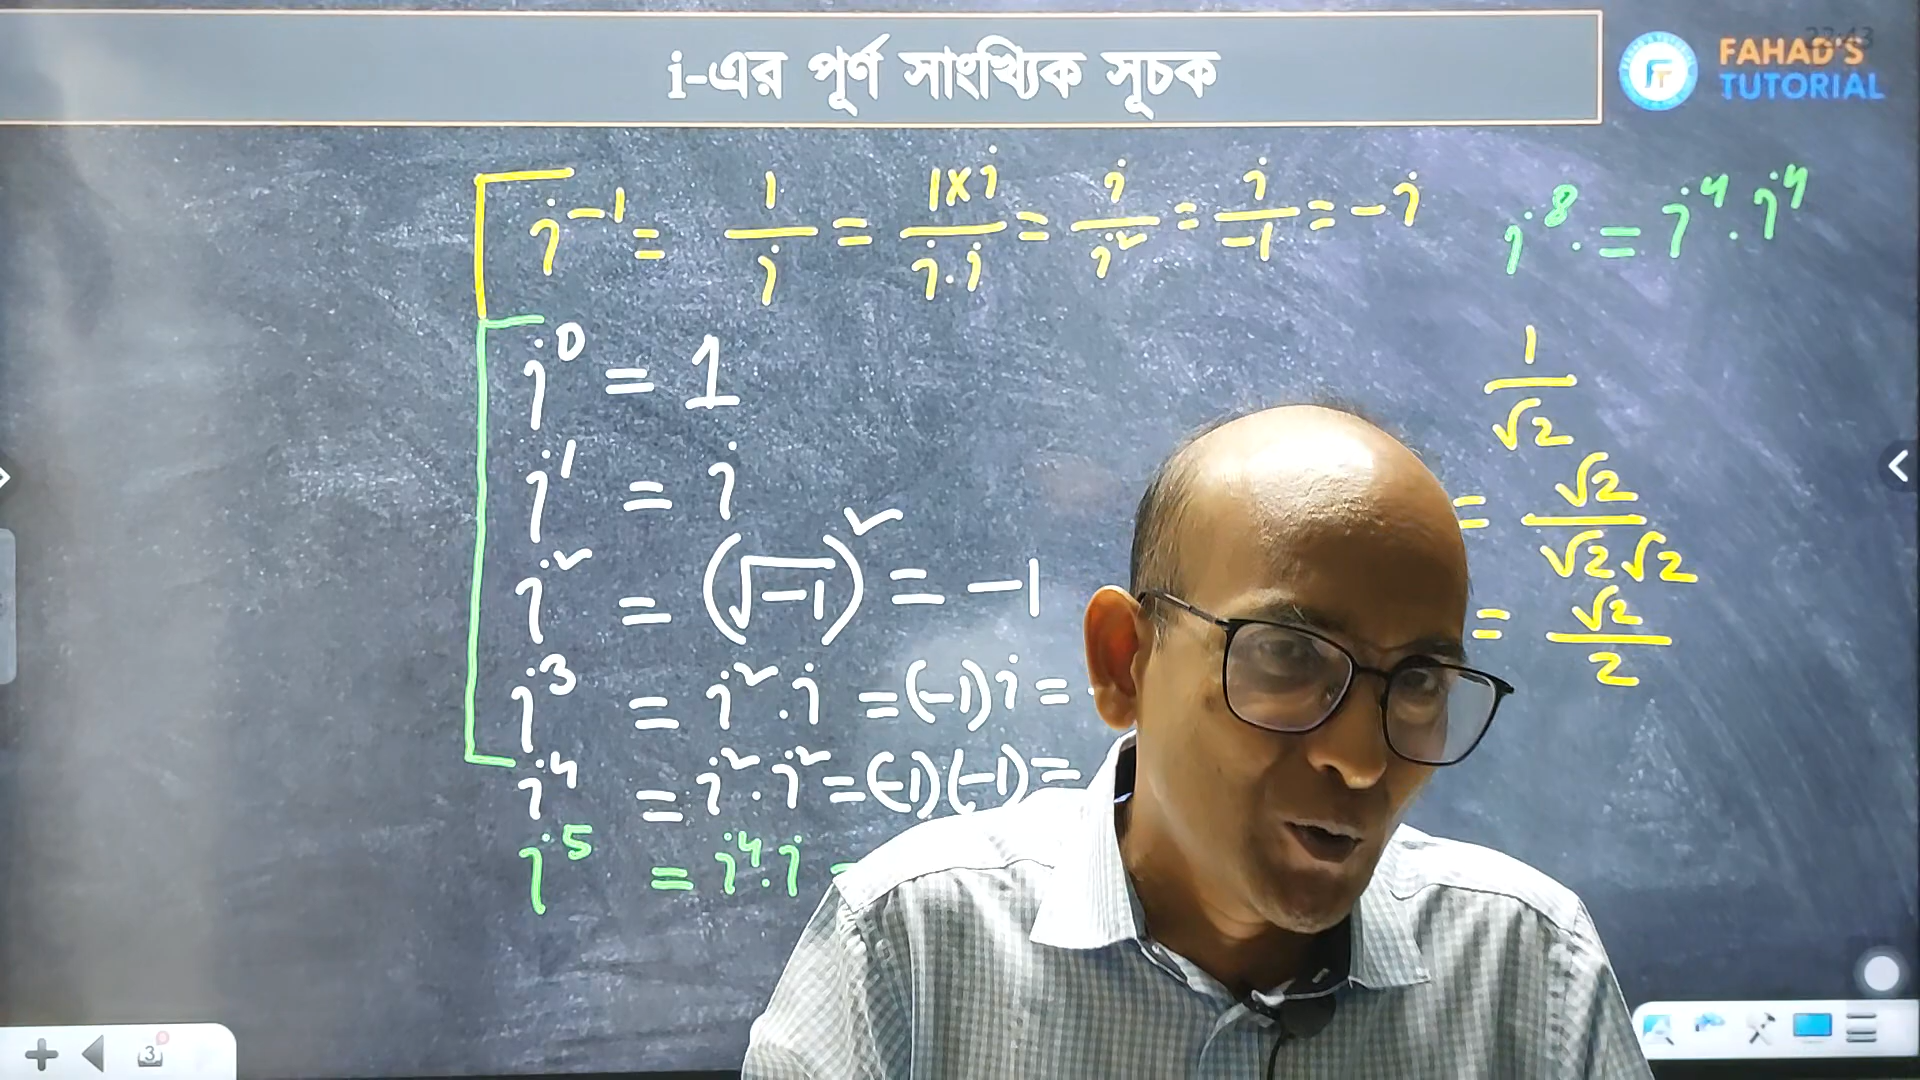 i-এর পূর্ণ সাংখ্যিক সূচক
FAHAD'S
TUTORIAL
i⁻¹ = 1/i = 1×i/i.i = i/i² = i/-1 = -i
i⁸ = i⁴.i⁴
i⁰ = 1
i¹ = i
i² = (√-1)² = -1
i³ = i².i = (-1)i =
i⁴ = i².i² = (-1)(-1) =
i⁵ = i⁴.i =
1/√2
= √2/√2√2
= √2/2
3